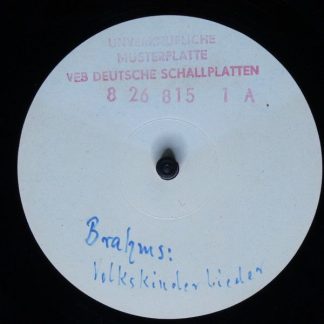 UNVERKÄUFLICHE
MUSTERPLATTE
VEB DEUTSCHE SCHALLPLATTEN
8 26 815 1 A
Brahms:
Volkskinderlieder